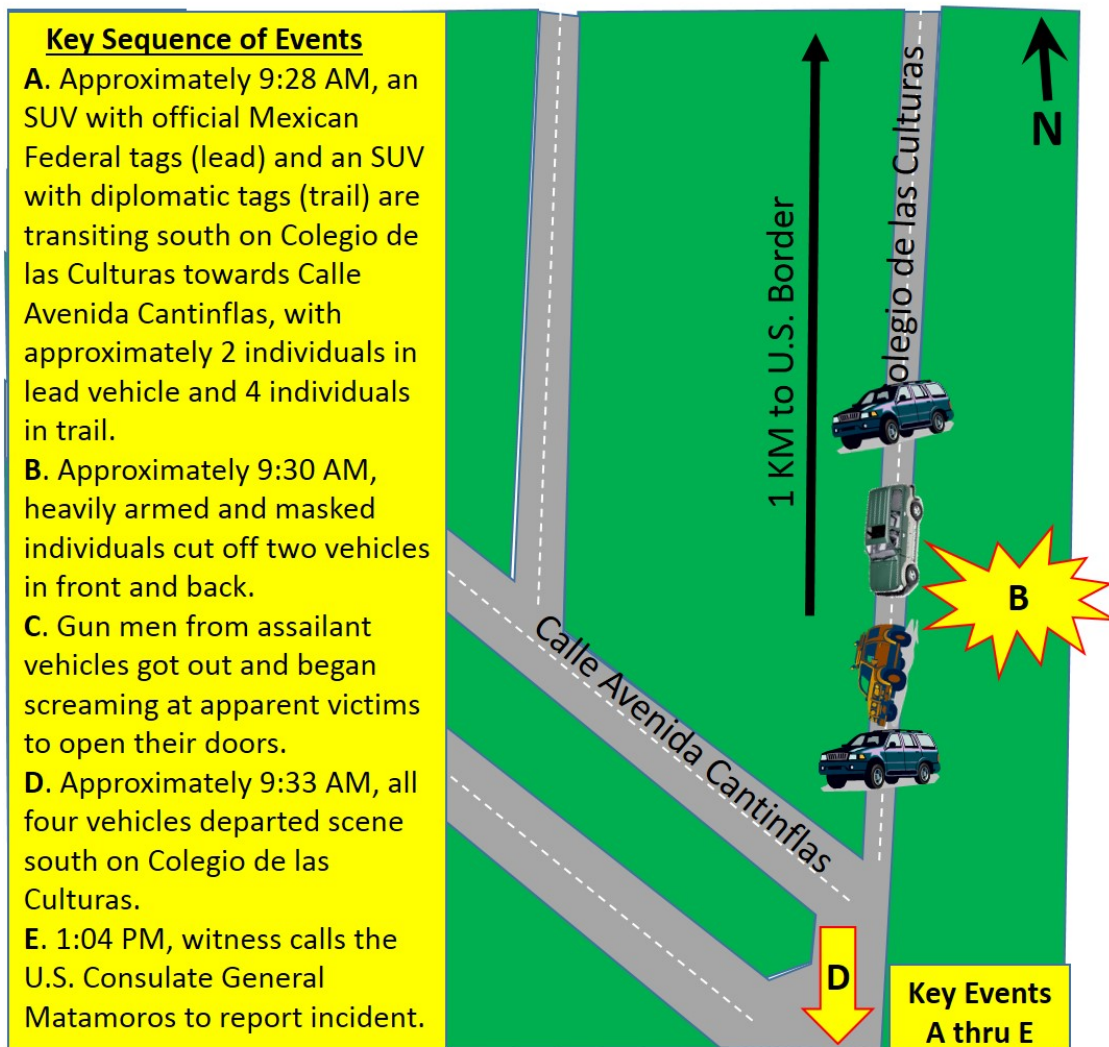 Key Sequence of Events
A. Approximately 9:28 AM, an
SUV with official Mexican
Federal tags (lead) and an SUV
with diplomatic tags (trail) are
transiting south on Colegio de
las Culturas towards Calle
Avenida Cantinflas, with
approximately 2 individuals in
lead vehicle and 4 individuals
in trail.
B. Approximately 9:30 AM,
heavily armed and masked
individuals cut off two vehicles
in front and back.
C. Gun men from assailant
vehicles got out and began
screaming at apparent victims
to open their doors.
D. Approximately 9:33 AM, all
four vehicles departed scene
south on Colegio de las
Culturas.
E. 1:04 PM, witness calls the
U.S. Consulate General
Matamoros to report incident.
1 KM to U.S. Border
olegio de las Culturas
N
B
Calle Avenida Cantinflas
D
Key Events
A thru E